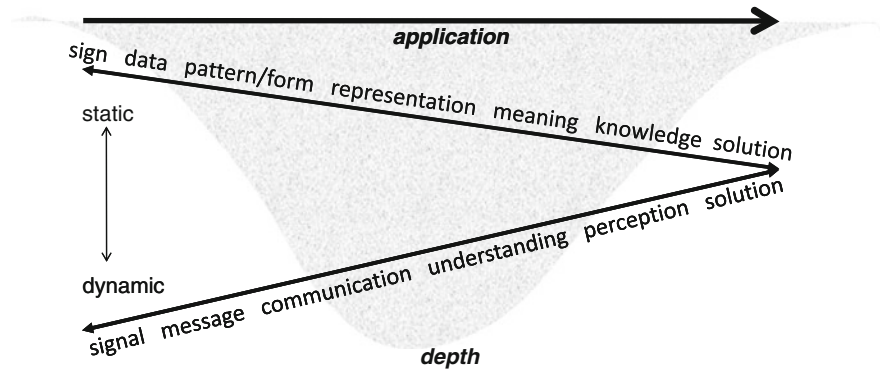 application
sign data pattern/form representation meaning knowledge solution
static
dynamic
signal message communication understanding perception solution
depth